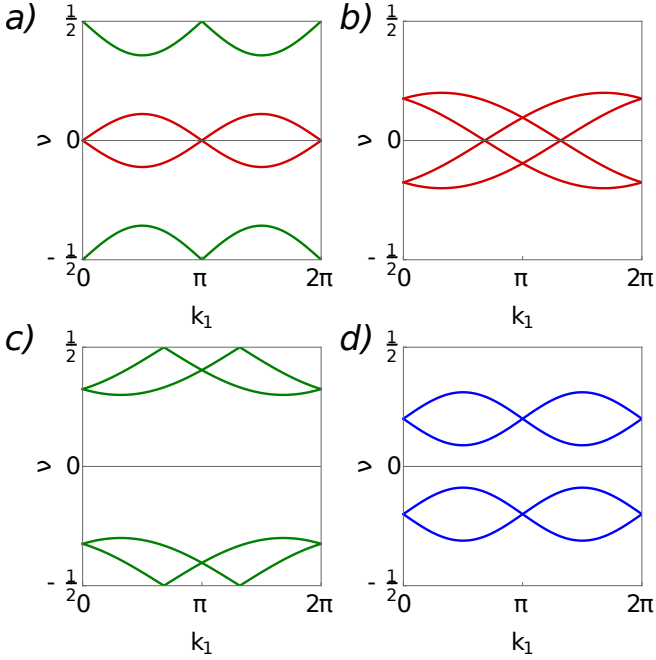 a) b)
1/2 1/2
ν 0 ν 0
- 1/2 - 1/2
0 π 2π 0 π 2π
k₁ k₁
c) d)
1/2 1/2
ν 0 ν 0
- 1/2 - 1/2
0 π 2π 0 π 2π
k₁ k₁